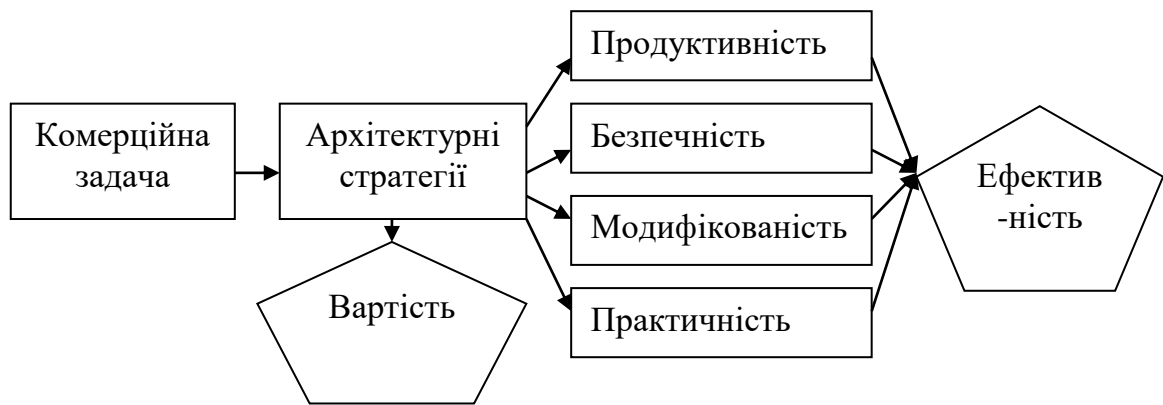 Комерційна
задача
Архітектурні
стратегії
Вартість
Продуктивність
Безпечність
Модифікованість
Практичність
Ефектив
-ність